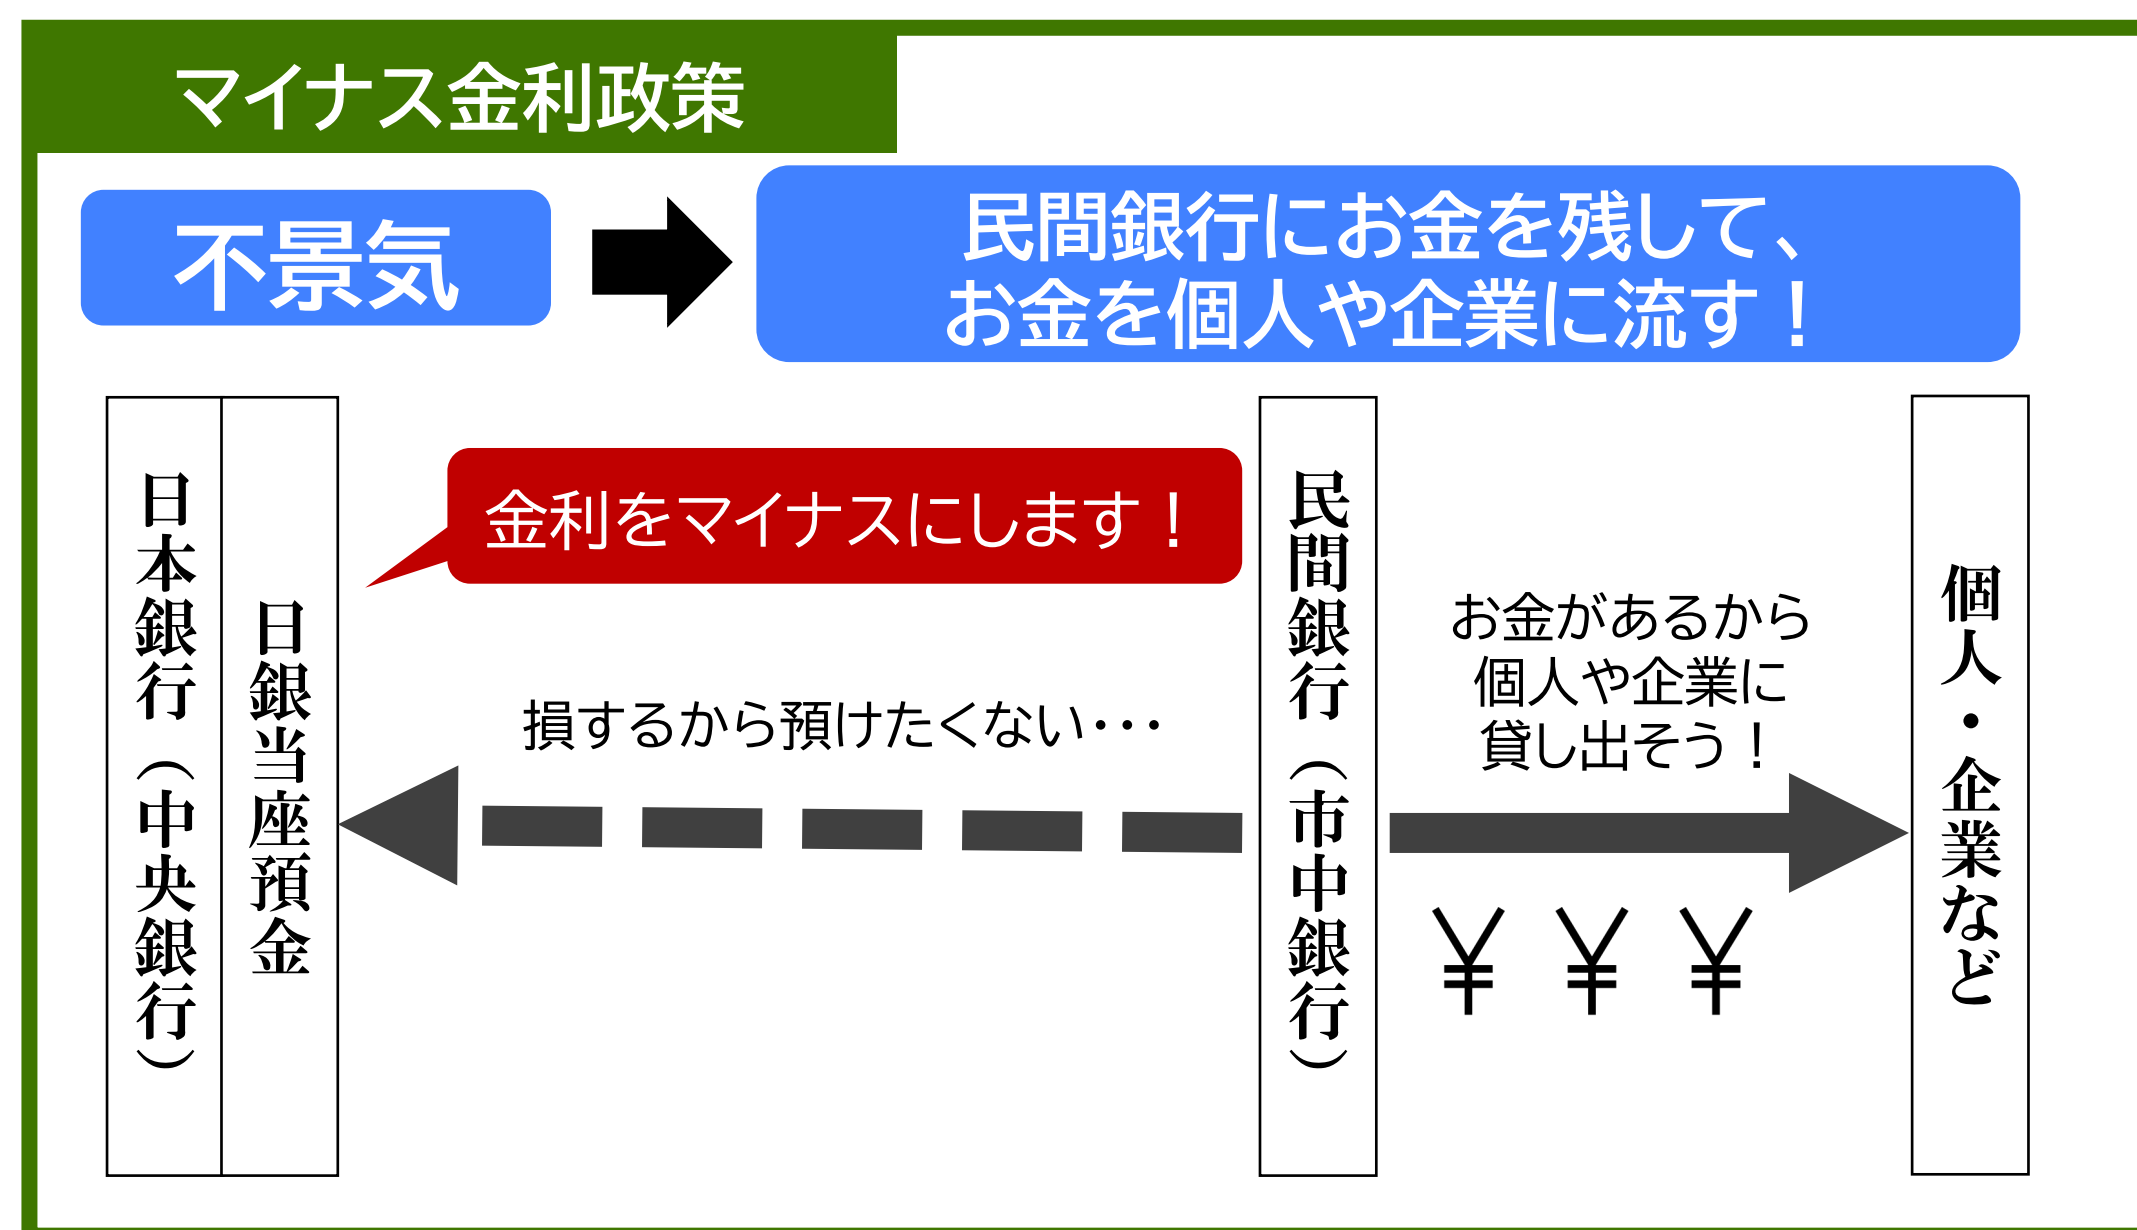 マイナス金利政策
不景気
民間銀行にお金を残して、
お金を個人や企業に流す！
日本銀行（中央銀行）
日銀当座預金
金利をマイナスにします！
損するから預けたくない・・・
民間銀行（市中銀行）
お金があるから
個人や企業に
貸し出そう！
￥ ￥ ￥
個人・企業など